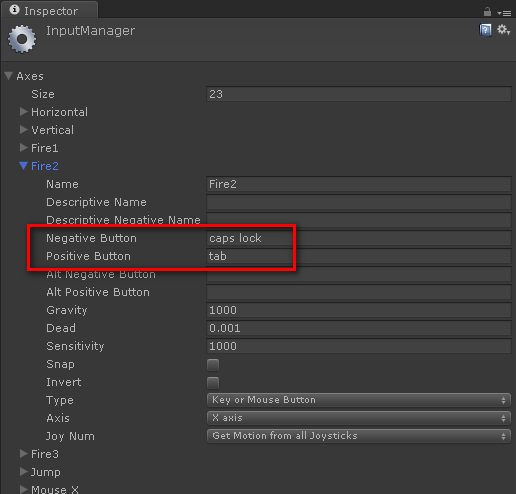 Inspector
InputManager
Axes
Size 23
Horizontal
Vertical
Fire1
Fire2
Name Fire2
Descriptive Name
Descriptive Negative Name
Negative Button caps lock
Positive Button tab
Alt Negative Button
Alt Positive Button
Gravity 1000
Dead 0.001
Sensitivity 1000
Snap
Invert
Type Key or Mouse Button
Axis X axis
Joy Num Get Motion from all Joysticks
Fire3
Jump
Mouse X